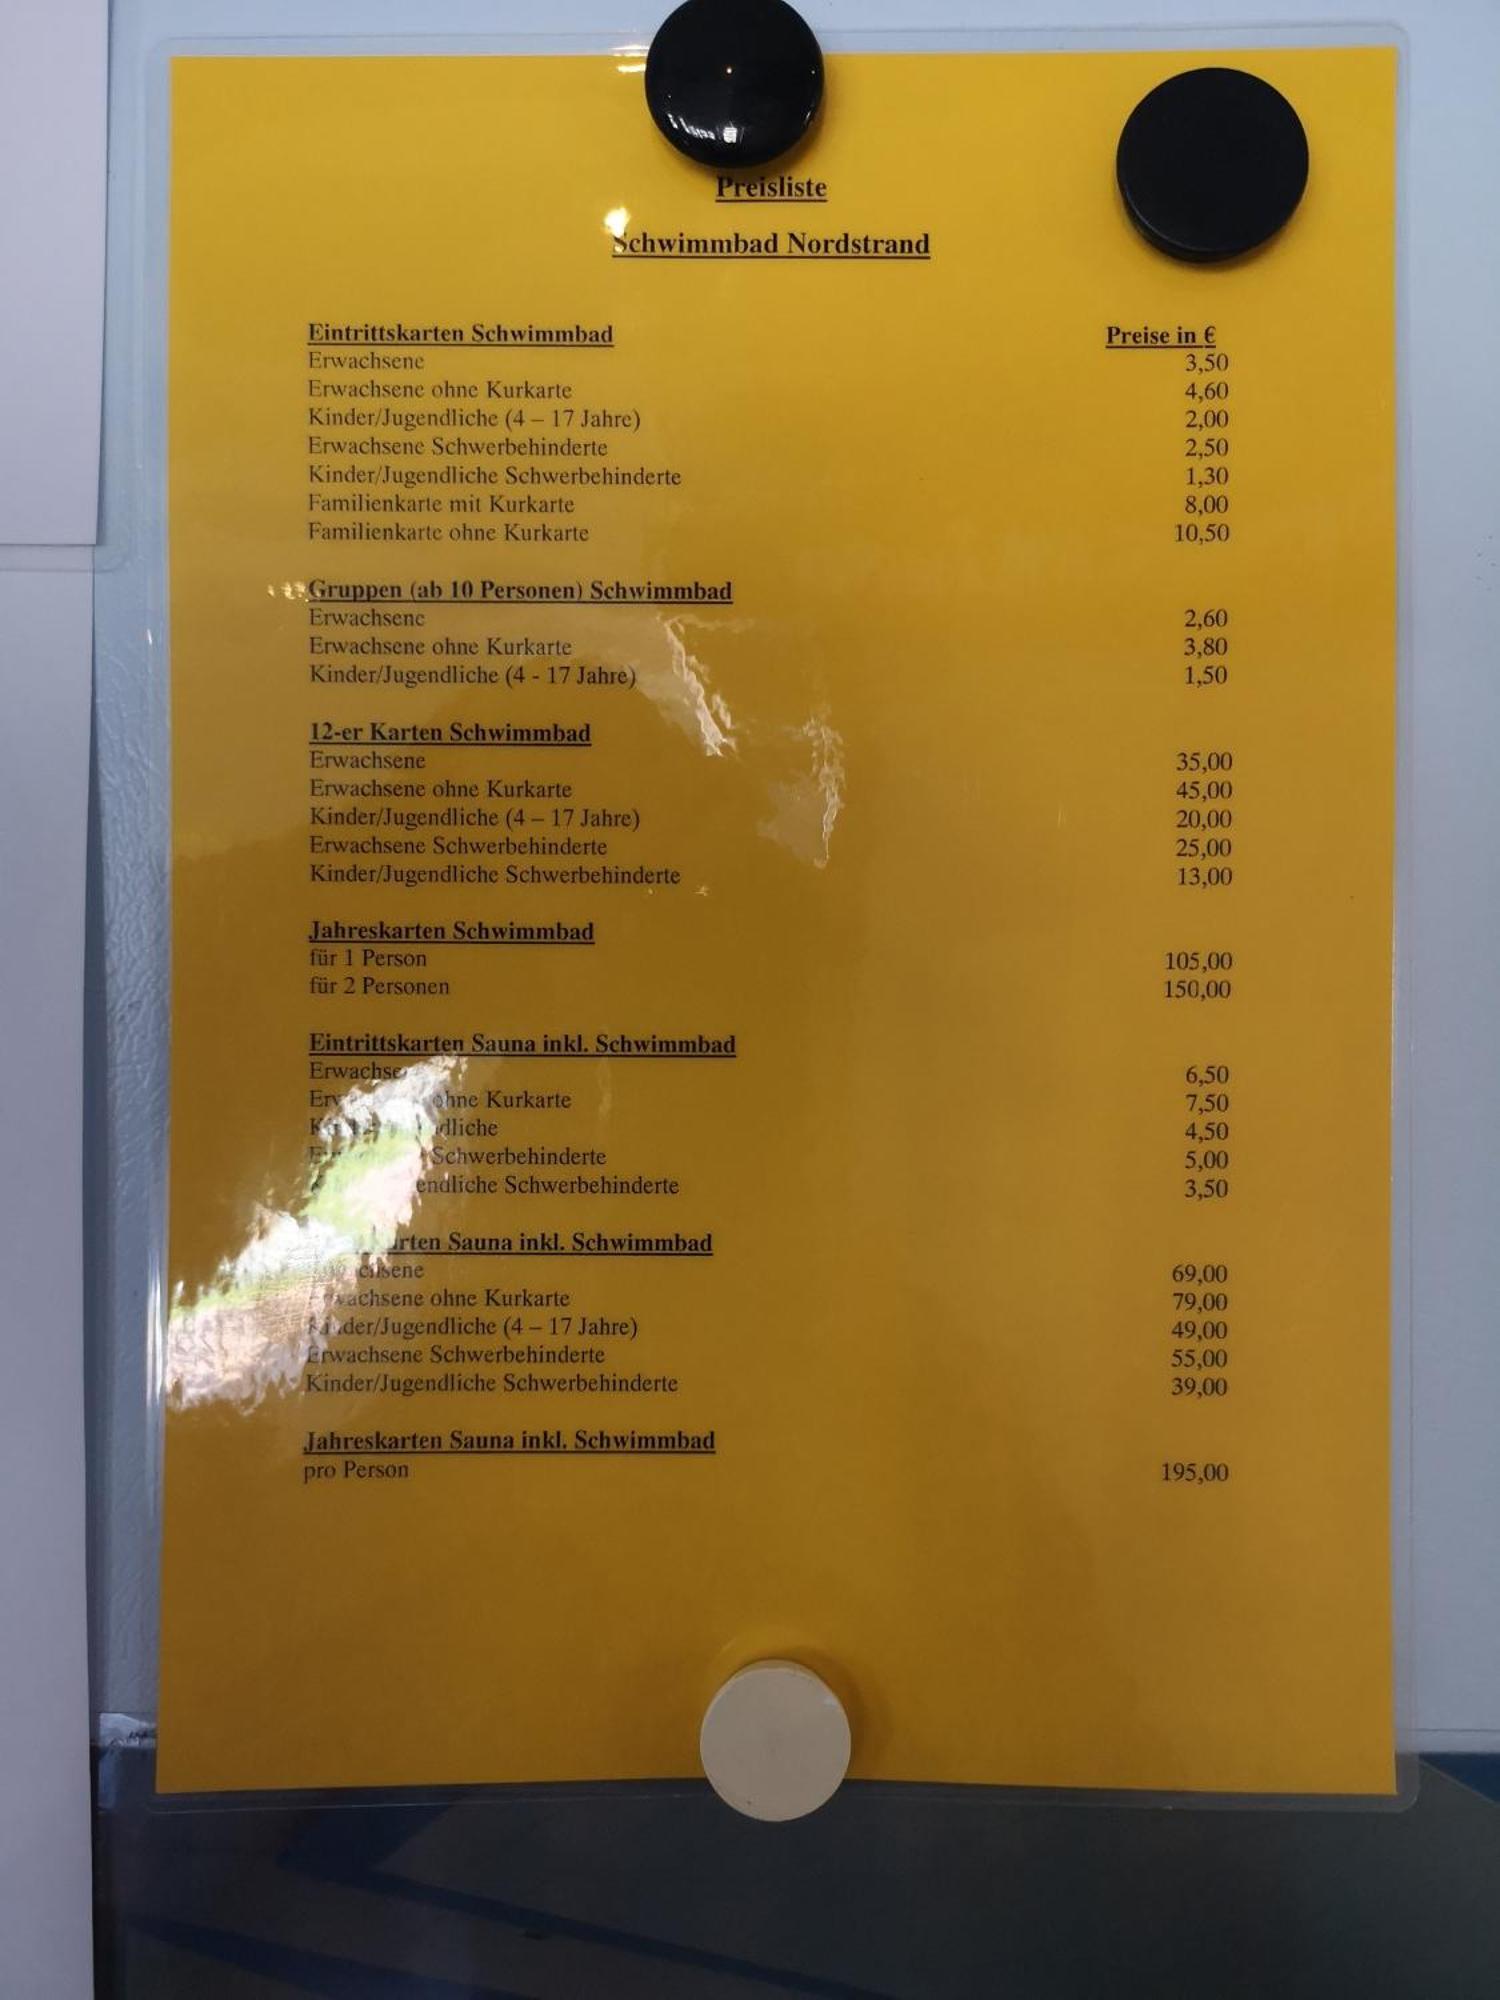 Preisliste
Schwimmbad Nordstrand
Eintrittskarten Schwimmbad Preise in €
Erwachsene 3,50
Erwachsene ohne Kurkarte 4,60
Kinder/Jugendliche (4 – 17 Jahre) 2,00
Erwachsene Schwerbehinderte 2,50
Kinder/Jugendliche Schwerbehinderte 1,30
Familienkarte mit Kurkarte 8,00
Familienkarte ohne Kurkarte 10,50
Gruppen (ab 10 Personen) Schwimmbad
Erwachsene 2,60
Erwachsene ohne Kurkarte 3,80
Kinder/Jugendliche (4 - 17 Jahre) 1,50
12-er Karten Schwimmbad
Erwachsene 35,00
Erwachsene ohne Kurkarte 45,00
Kinder/Jugendliche (4 – 17 Jahre) 20,00
Erwachsene Schwerbehinderte 25,00
Kinder/Jugendliche Schwerbehinderte 13,00
Jahreskarten Schwimmbad
für 1 Person 105,00
für 2 Personen 150,00
Eintrittskarten Sauna inkl. Schwimmbad
Erwachsene 6,50
ohne Kurkarte 7,50
4,50
Schwerbehinderte 5,00
Schwerbehinderte 3,50
Sauna inkl. Schwimmbad
Erwachsene 69,00
Erwachsene ohne Kurkarte 79,00
Kinder/Jugendliche (4 – 17 Jahre) 49,00
Erwachsene Schwerbehinderte 55,00
Kinder/Jugendliche Schwerbehinderte 39,00
Jahreskarten Sauna inkl. Schwimmbad
pro Person 195,00